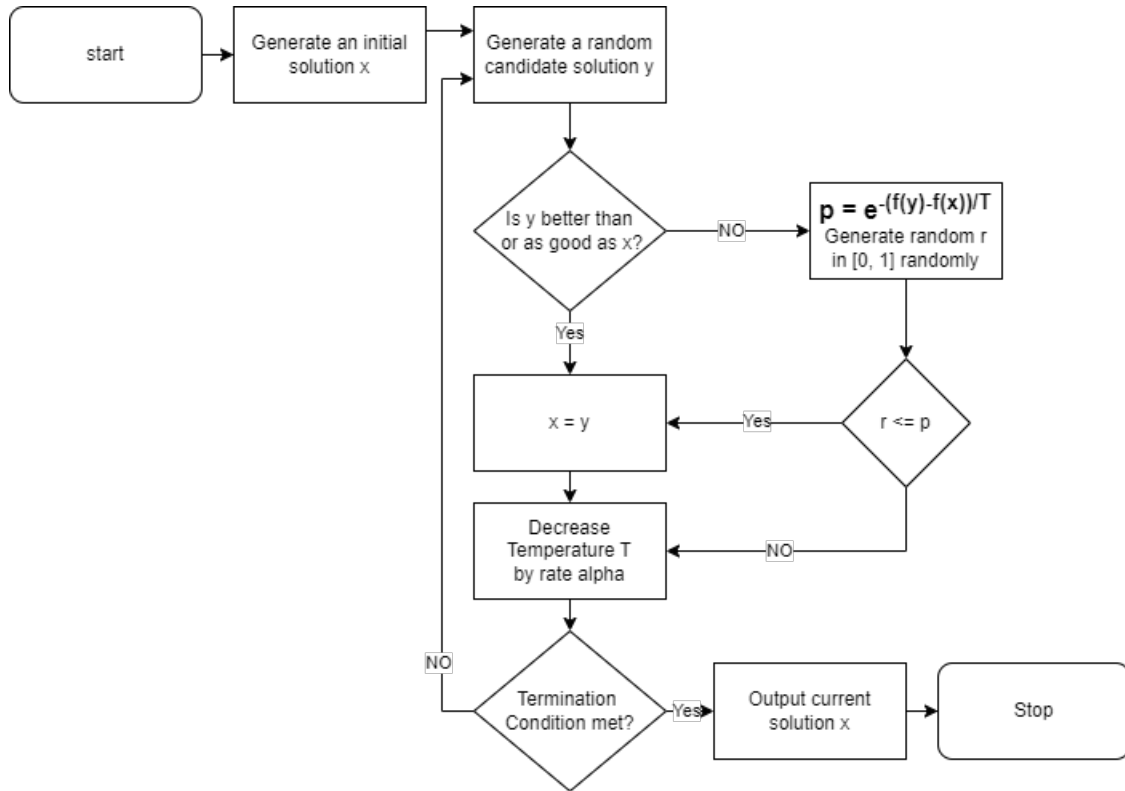 start
Generate an initial
solution x
Generate a random
candidate solution y
Is y better than
or as good as x?
NO
p = e-(f(y)-f(x))/T
Generate random r
in [0, 1] randomly
Yes
x = y
Yes
r <= p
Decrease
Temperature T
by rate alpha
NO
NO
Termination
Condition met?
Yes
Output current
solution x
Stop